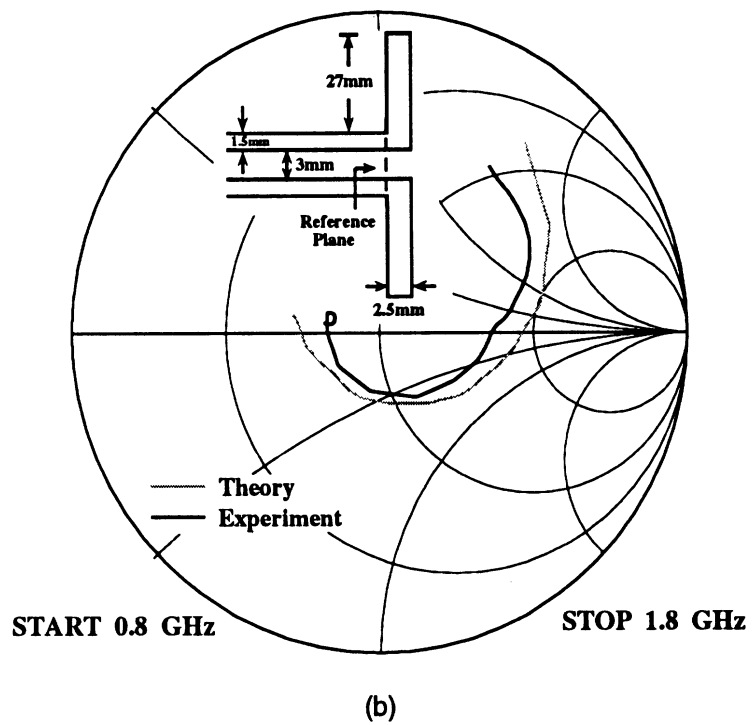 27mm
1.5mm
3mm
Reference
Plane
2.5mm
D
Theory
Experiment
START 0.8 GHz
STOP 1.8 GHz
(b)